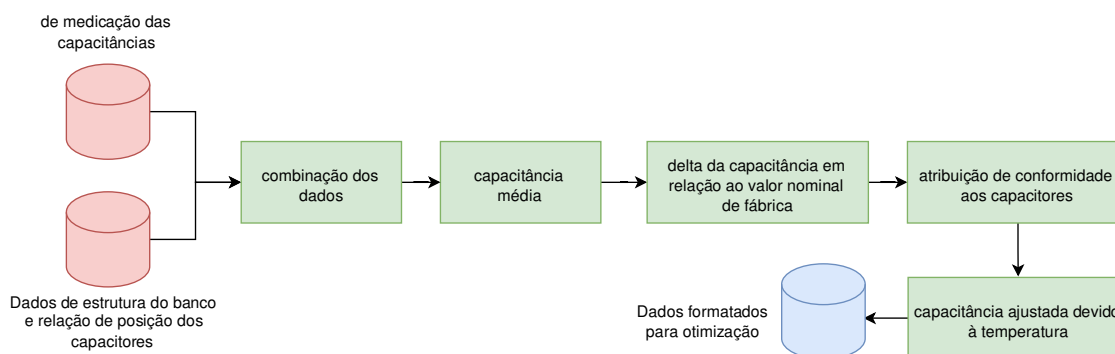 de medicação das
capacitâncias
combinação dos
dados
capacitância
média
delta da capacitância em
relação ao valor nominal
de fábrica
atribuição de conformidade
aos capacitores
Dados de estrutura do banco
e relação de posição dos
capacitores
Dados formatados
para otimização
capacitância ajustada devido
à temperatura